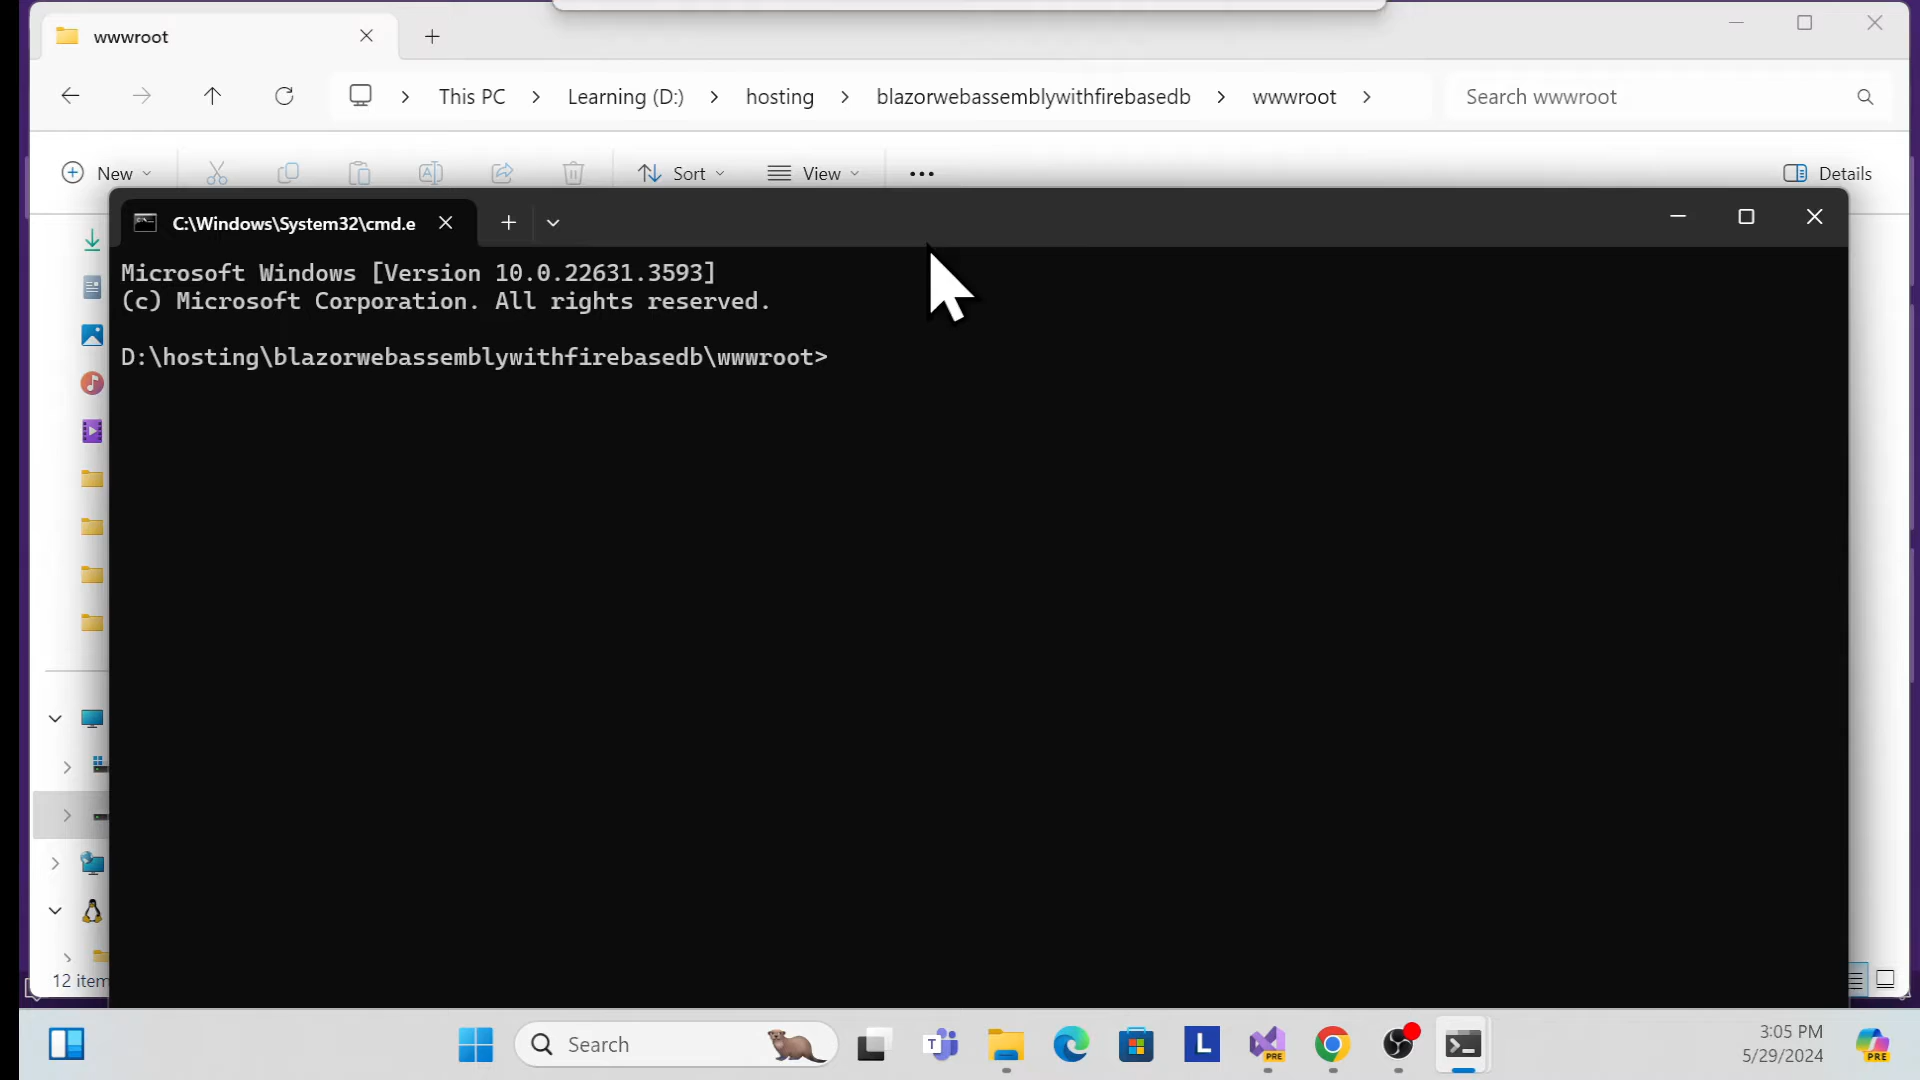 wwwroot
This PC > Learning (D:) > hosting > blazorwebassemblywithfirebasedb > wwwroot >
Search wwwroot
New
Sort
View
Details
C:\Windows\System32\cmd.e
Microsoft Windows [Version 10.0.22631.3593]
(c) Microsoft Corporation. All rights reserved.
D:\hosting\blazorwebassemblywithfirebasedb\wwwroot>
12 item
Search
T
L
PRE
3:05 PM
5/29/2024
PRE